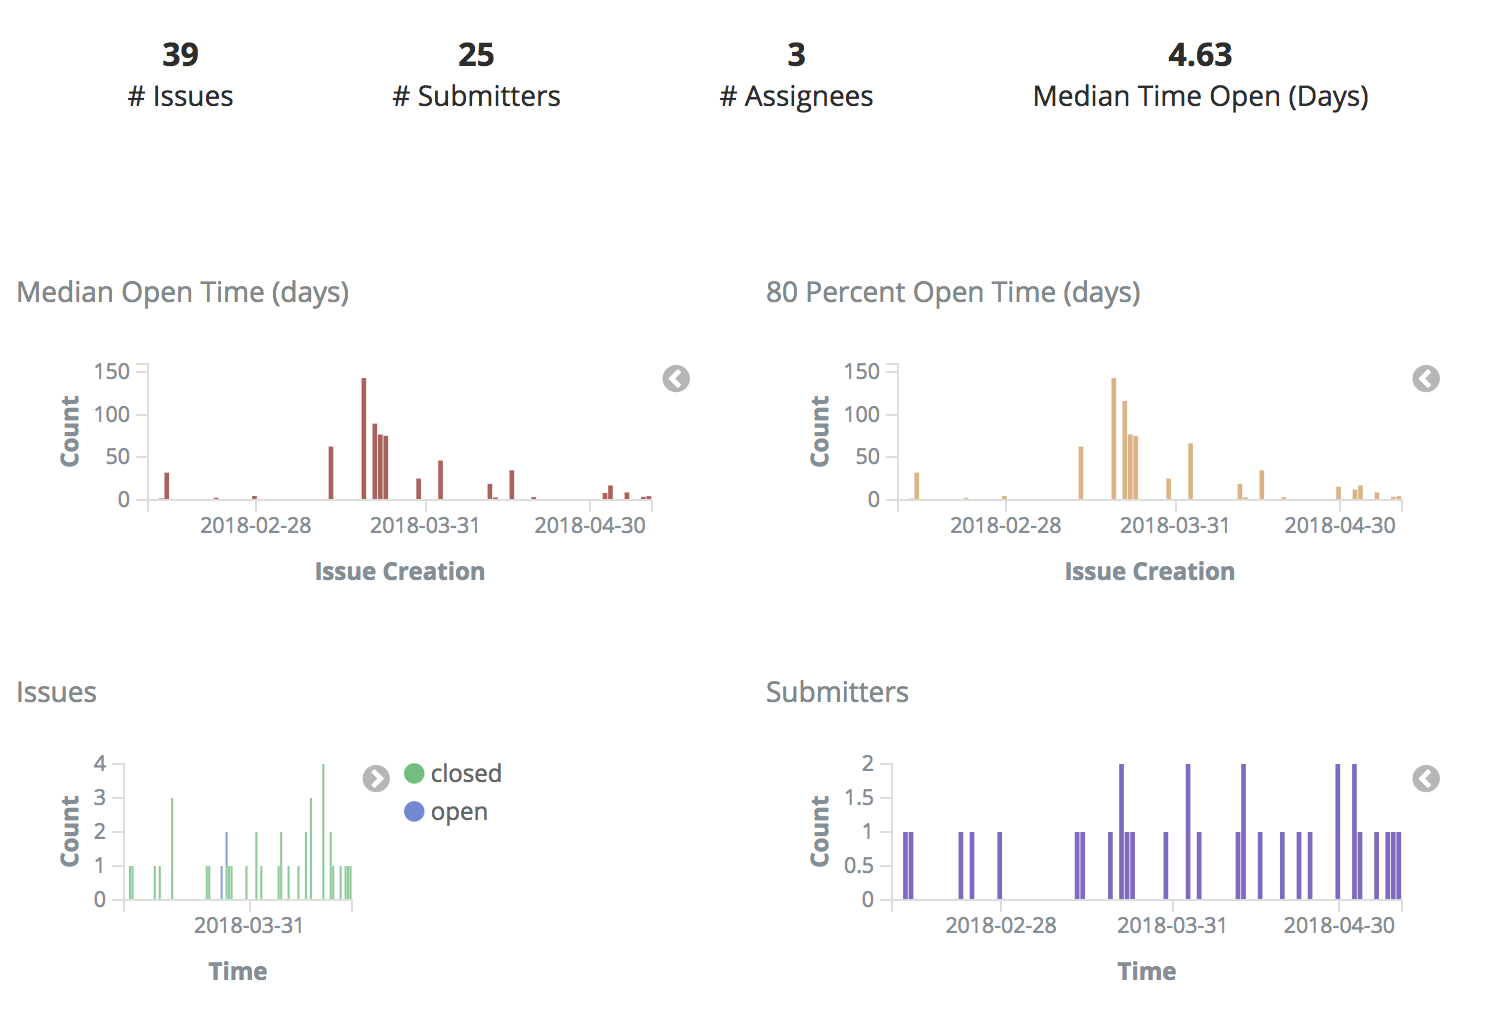 39
# Issues
25
# Submitters
3
# Assignees
4.63
Median Time Open (Days)
Median Open Time (days)
150
100
50
0
Count
2018-02-28
2018-03-31
2018-04-30
Issue Creation
80 Percent Open Time (days)
150
100
50
0
Count
2018-02-28
2018-03-31
2018-04-30
Issue Creation
Issues
4
3
2
1
0
Count
2018-03-31
Time
closed
open
Submitters
2
1.5
1
0.5
0
Count
2018-02-28
2018-03-31
2018-04-30
Time